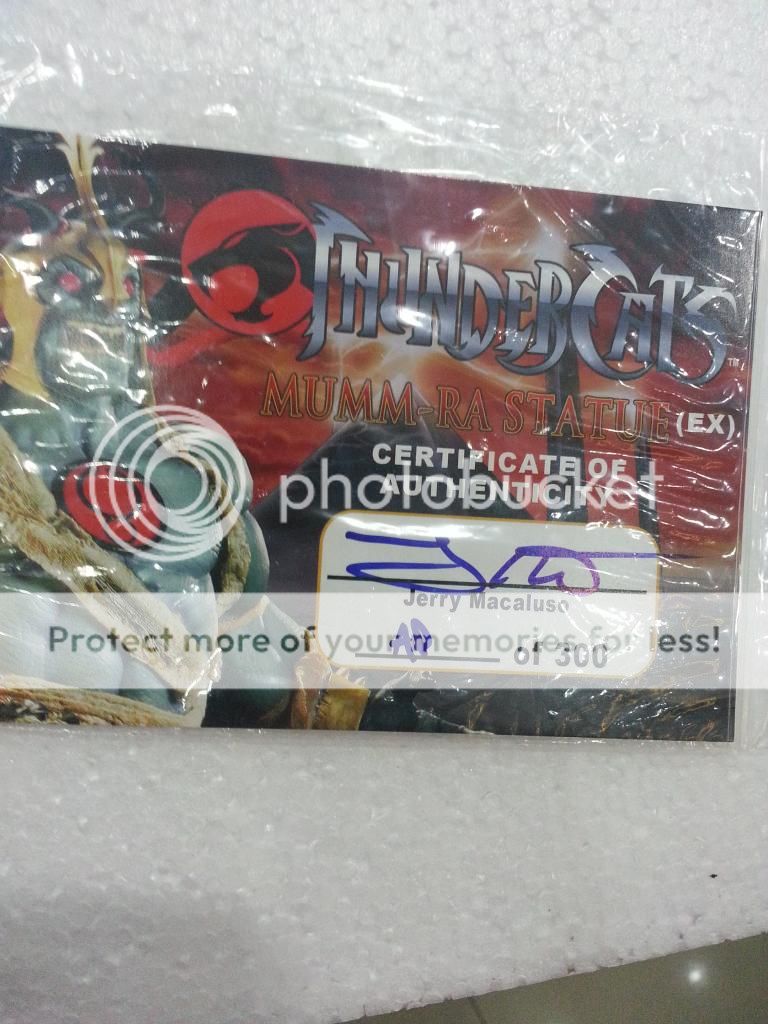 THUNDERCATS™
MUMM-RA STATUE (EX)
CERTIFICATE OF
AUTHENTICITY
photobucket
Jerry Macaluso
Protect more of your memories for less!
of 300